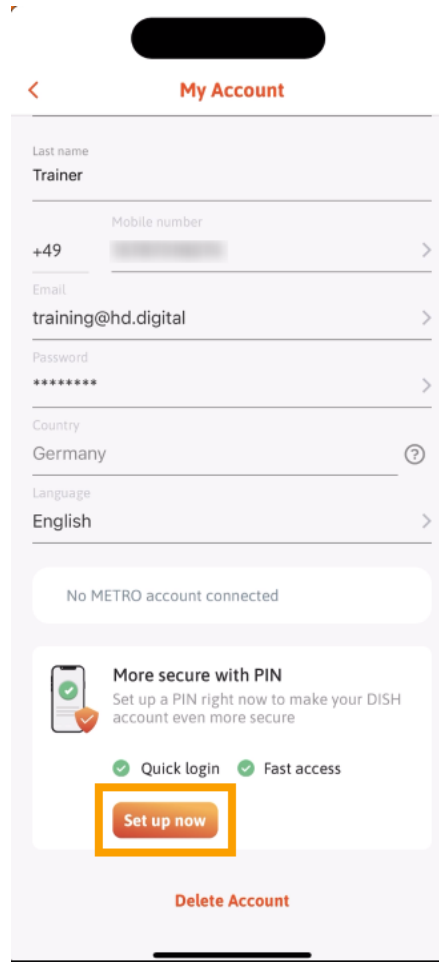 My Account
Last name
Trainer
Mobile number
+49
Email
training@hd.digital
Password
********
Country
Germany
Language
English
No METRO account connected
More secure with PIN
Set up a PIN right now to make your DISH
account even more secure
Quick login
Fast access
Set up now
Delete Account